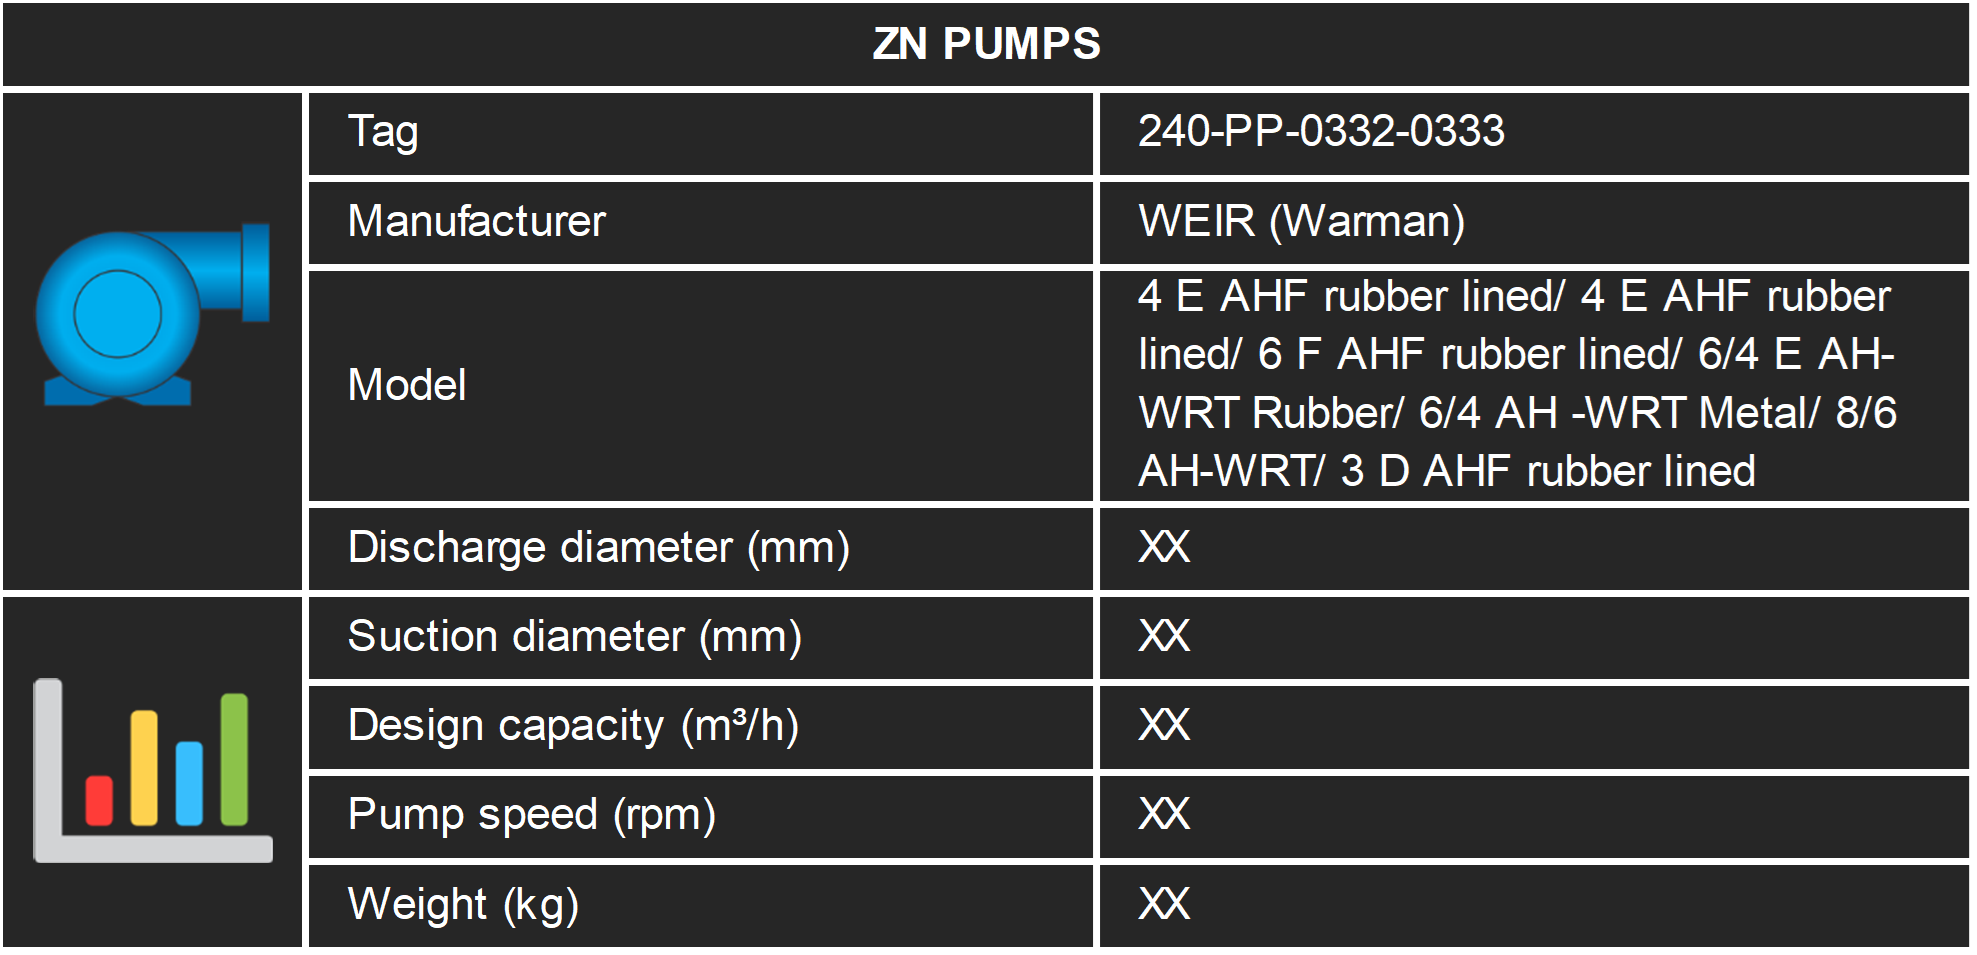 ZN PUMPS
Tag
240-PP-0332-0333
Manufacturer
WEIR (Warman)
Model
4 E AHF rubber lined/ 4 E AHF rubber
lined/ 6 F AHF rubber lined/ 6/4 E AH-
WRT Rubber/ 6/4 AH -WRT Metal/ 8/6
AH-WRT/ 3 D AHF rubber lined
Discharge diameter (mm)
XX
Suction diameter (mm)
XX
Design capacity (m³/h)
XX
Pump speed (rpm)
XX
Weight (kg)
XX